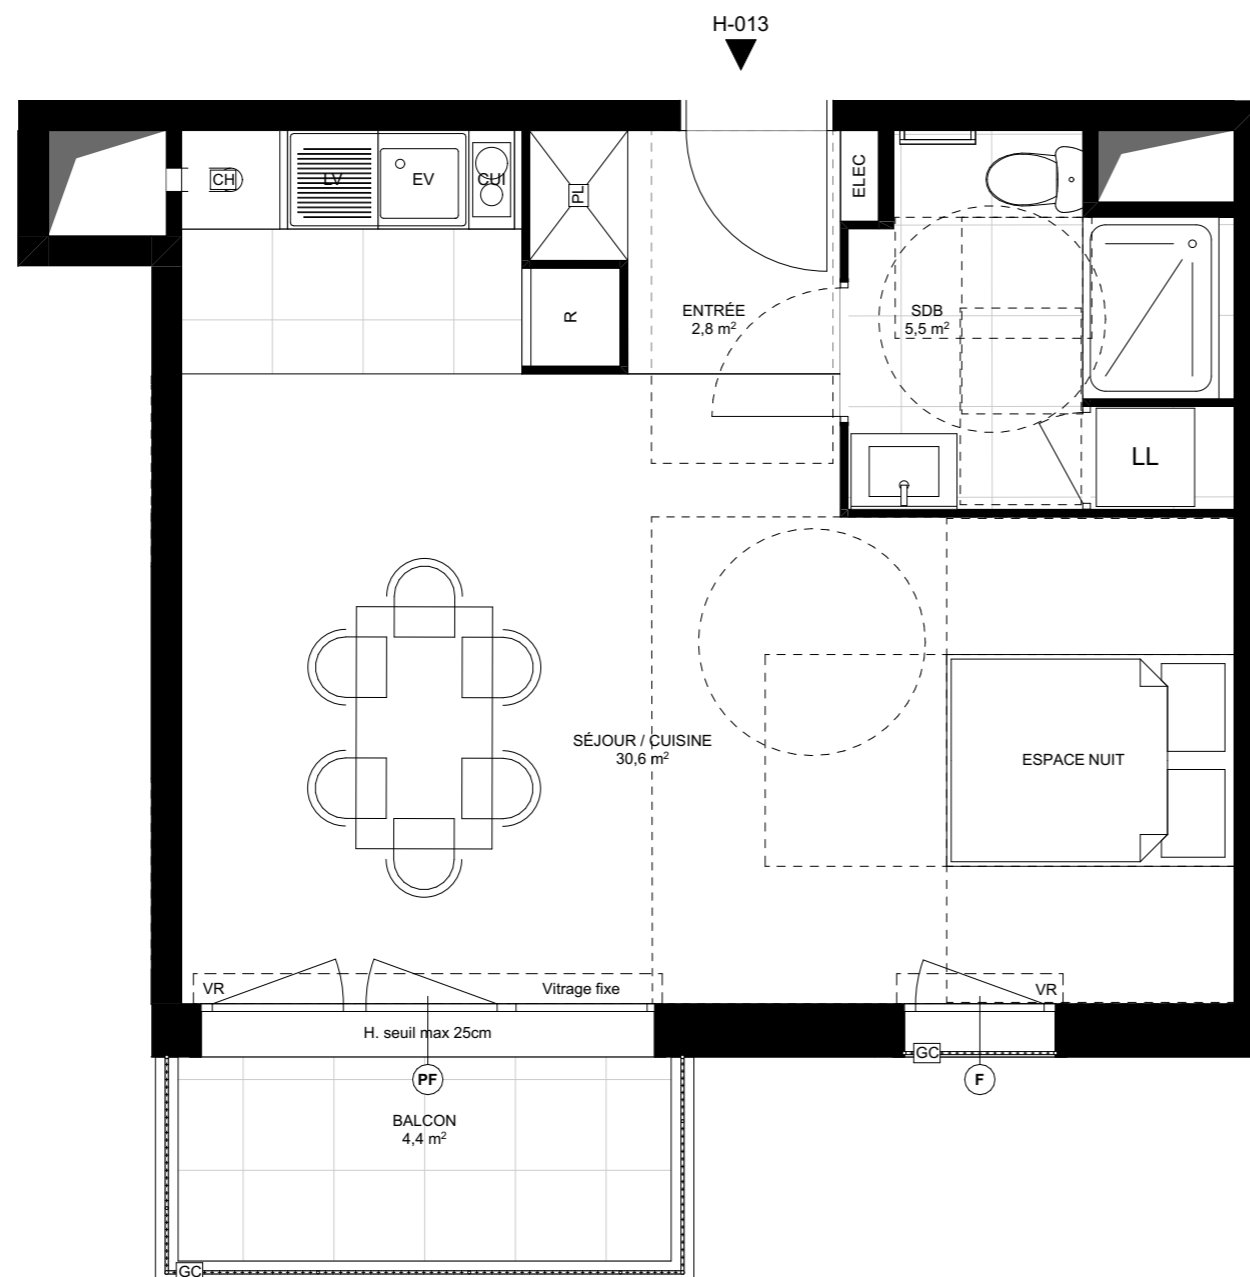 H-013
CH
LV
EV
CUI
PL
ELEC
R
ENTRÉE
2,8 m²
SDB
5,5 m²
LL
SÉJOUR / CUISINE
30,6 m²
ESPACE NUIT
VR
Vitrage fixe
VR
H. seuil max 25cm
GC
PF
F
BALCON
4,4 m²
GC